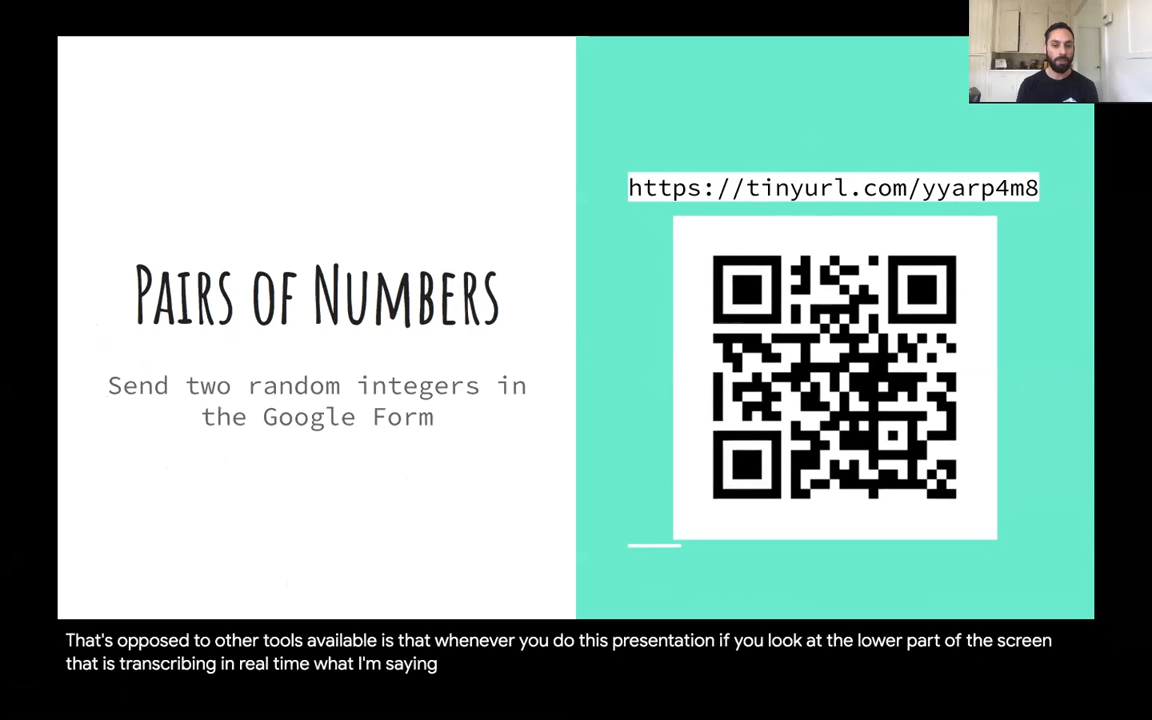 https://tinyurl.com/yyarp4m8
PAIRS OF NUMBERS
Send two random integers in
the Google Form
That's opposed to other tools available is that whenever you do this presentation if you look at the lower part of the screen
that is transcribing in real time what I'm saying